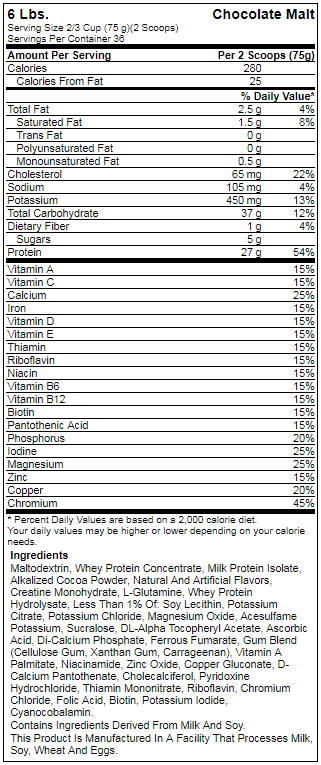 6 Lbs. Chocolate Malt
Serving Size 2/3 Cup (75 g)(2 Scoops)
Servings Per Container 36
Amount Per Serving Per 2 Scoops (75g)
Calories 280
Calories From Fat 25
% Daily Value*
Total Fat 2.5 g 4%
Saturated Fat 1.5 g 8%
Trans Fat 0 g
Polyunsaturated Fat 0 g
Monounsaturated Fat 0.5 g
Cholesterol 65 mg 22%
Sodium 105 mg 4%
Potassium 450 mg 13%
Total Carbohydrate 37 g 12%
Dietary Fiber 1 g 4%
Sugars 5 g
Protein 27 g 54%
Vitamin A 15%
Vitamin C 15%
Calcium 25%
Iron 15%
Vitamin D 15%
Vitamin E 15%
Thiamin 15%
Riboflavin 15%
Niacin 15%
Vitamin B6 15%
Vitamin B12 15%
Biotin 15%
Pantothenic Acid 15%
Phosphorus 20%
Iodine 25%
Magnesium 25%
Zinc 15%
Copper 20%
Chromium 45%
* Percent Daily Values are based on a 2,000 calorie diet.
Your daily values may be higher or lower depending on your calorie
needs.
Ingredients
Maltodextrin, Whey Protein Concentrate, Milk Protein Isolate,
Alkalized Cocoa Powder, Natural And Artificial Flavors,
Creatine Monohydrate, L-Glutamine, Whey Protein
Hydrolysate, Less Than 1% Of: Soy Lecithin, Potassium
Citrate, Potassium Chloride, Magnesium Oxide, Acesulfame
Potassium, Sucralose, DL-Alpha Tocopheryl Acetate, Ascorbic
Acid, Di-Calcium Phosphate, Ferrous Fumarate, Gum Blend
(Cellulose Gum, Xanthan Gum, Carrageenan), Vitamin A
Palmitate, Niacinamide, Zinc Oxide, Copper Gluconate, D-
Calcium Pantothenate, Cholecalciferol, Pyridoxine
Hydrochloride, Thiamin Mononitrate, Riboflavin, Chromium
Chloride, Folic Acid, Biotin, Potassium Iodide,
Cyanocobalamin.
Contains Ingredients Derived From Milk And Soy.
This Product Is Manufactured In A Facility That Processes Milk,
Soy, Wheat And Eggs.